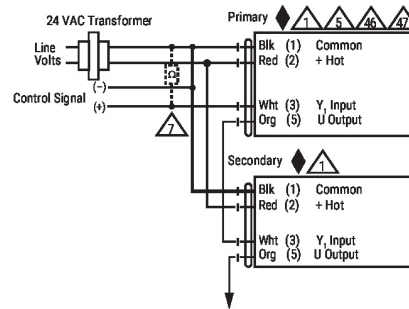 24 VAC Transformer
Primary 1 5 46 47
Line Volts
Blk (1) Common
Red (2) + Hot
(-)
Control Signal
(+)
Wht (3) Y1 Input
Org (5) U Output
Ω
7
Secondary 1
Blk (1) Common
Red (2) + Hot
Wht (3) Y1 Input
Org (5) U Output